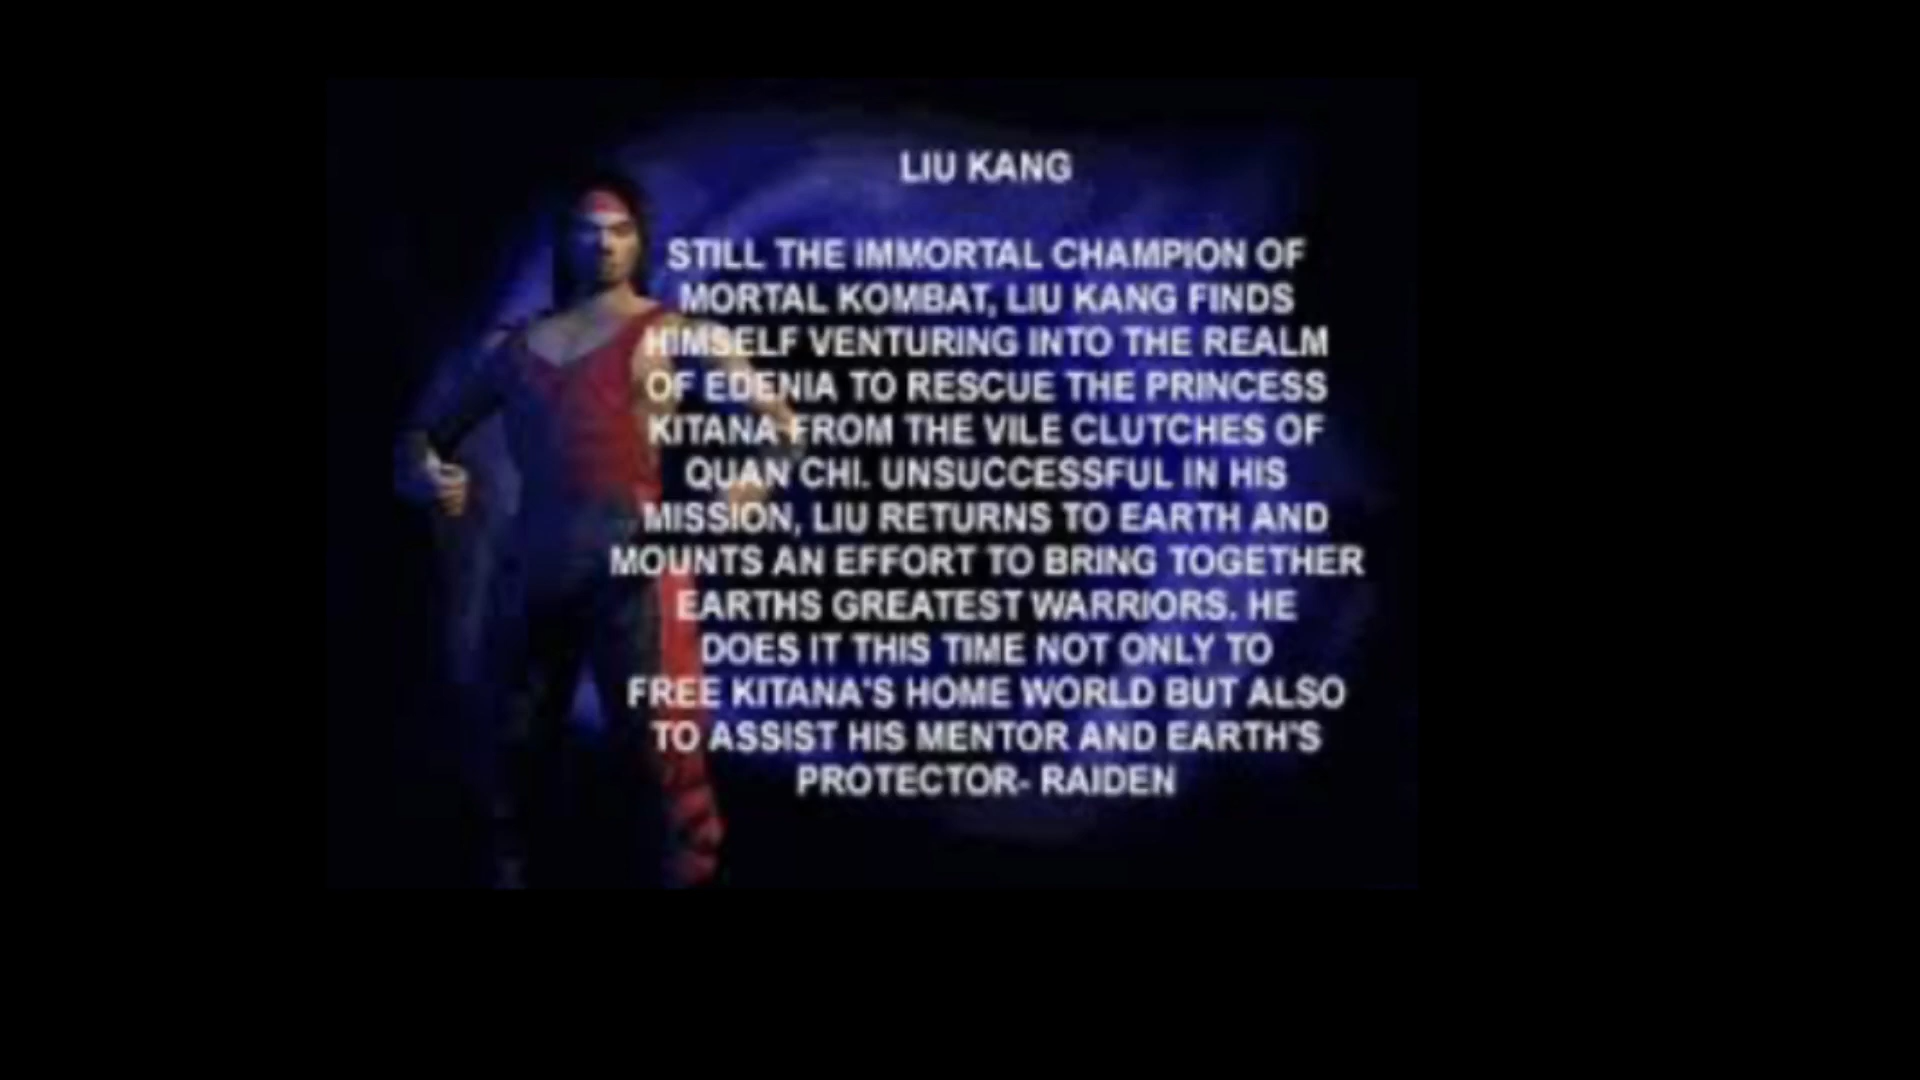 LIU KANG
STILL THE IMMORTAL CHAMPION OF
MORTAL KOMBAT, LIU KANG FINDS
HIMSELF VENTURING INTO THE REALM
OF EDENIA TO RESCUE THE PRINCESS
KITANA FROM THE VILE CLUTCHES OF
QUAN CHI. UNSUCCESSFUL IN HIS
MISSION, LIU RETURNS TO EARTH AND
MOUNTS AN EFFORT TO BRING TOGETHER
EARTHS GREATEST WARRIORS. HE
DOES IT THIS TIME NOT ONLY TO
FREE KITANA'S HOME WORLD BUT ALSO
TO ASSIST HIS MENTOR AND EARTH'S
PROTECTOR- RAIDEN